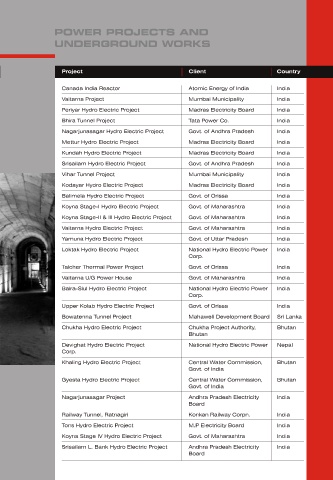 POWER PROJECTS AND
UNDERGROUND WORKS
Project Client Country
Canada India Reactor Atomic Energy of India India
Vaitarna Project Mumbai Municipality India
Periyar Hydro Electric Project Madras Electricity Board India
Bhira Tunnel Project Tata Power Co. India
Nagarjunasagar Hydro Electric Project Govt. of Andhra Pradesh India
Mettur Hydro Electric Project Madras Electricity Board India
Kundah Hydro Electric Project Madras Electricity Board India
Srisailam Hydro Electric Project Govt. of Andhra Pradesh India
Vihar Tunnel Project Mumbai Municipality India
Kodayar Hydro Electric Project Madras Electricity Board India
Balimela Hydro Electric Project Govt. of Orissa India
Koyna Stage-I Hydro Electric Project Govt. of Maharashtra India
Koyna Stage-II & III Hydro Electric Project Govt. of Maharashtra India
Vaitarna Hydro Electric Project Govt. of Maharashtra India
Yamuna Hydro Electric Project Govt. of Uttar Pradesh India
Loktak Hydro Electric Project National Hydro Electric Power India
Corp.
Talcher Thermal Power Project Govt. of Orissa India
Vaitarna U/G Power House Govt. of Maharashtra India
Baira-Siul Hydro Electric Project National Hydro Electric Power India
Corp.
Upper Kolab Hydro Electric Project Govt. of Orissa India
Bowatenna Tunnel Project Mahaweli Development Board Sri Lanka
Chukha Hydro Electric Project Chukha Project Authority, Bhutan
Bhutan
Devighat Hydro Electric Project National Hydro Electric Power Nepal
Corp.
Khaling Hydro Electric Project Central Water Commission, Bhutan
Govt. of India
Gyesta Hydro Electric Project Central Water Commission, Bhutan
Govt. of India
Nagarjunasagar Project Andhra Pradesh Electricity India
Board
Railway Tunnel, Ratnagiri Konkan Railway Corpn. India
Tons Hydro Electric Project M.P Electricity Board India
Koyna Stage IV Hydro Electric Project Govt. of Maharashtra India
Srisailam L. Bank Hydro Electric Project Andhra Pradesh Electricity India
Board